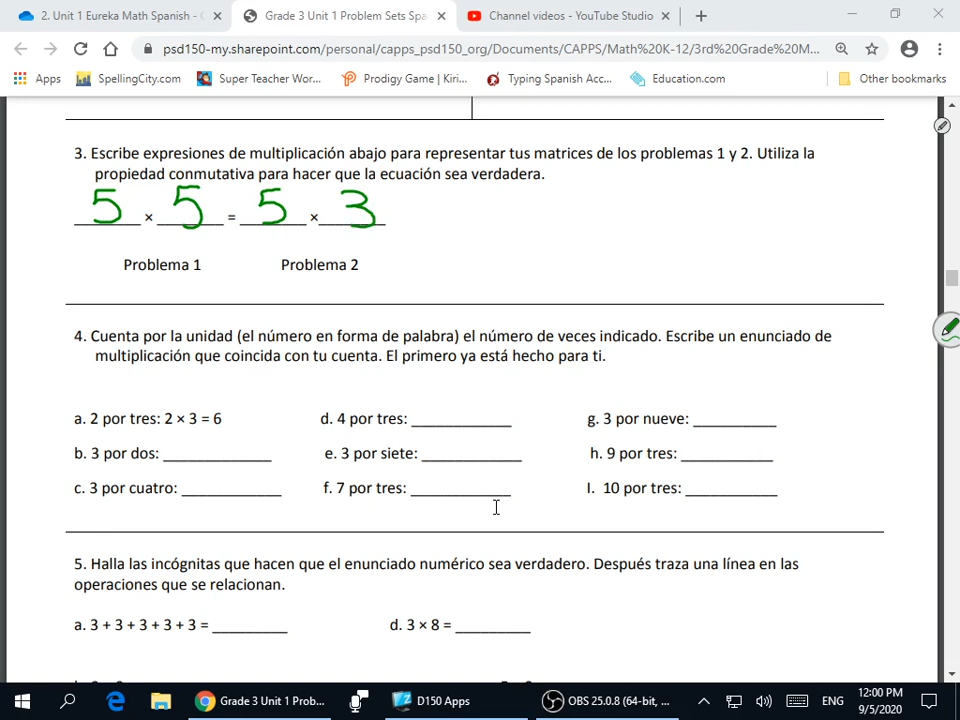 2. Unit 1 Eureka Math Spanish - C
Grade 3 Unit 1 Problem Sets Spa
Channel videos - YouTube Studio
psd150-my.sharepoint.com/personal/capps_psd150_org/Documents/CAPPS/Math%20K-12/3rd%20Grade%20M...
Apps SpellingCity.com Super Teacher Wor... Prodigy Game | Kiri... Typing Spanish Acc... Education.com Other bookmarks
3. Escribe expresiones de multiplicación abajo para representar tus matrices de los problemas 1 y 2. Utiliza la
propiedad conmutativa para hacer que la ecuación sea verdadera.
5 × 5 = 5 × 3
Problema 1 Problema 2
4. Cuenta por la unidad (el número en forma de palabra) el número de veces indicado. Escribe un enunciado de
multiplicación que coincida con tu cuenta. El primero ya está hecho para ti.
a. 2 por tres: 2 × 3 = 6 d. 4 por tres: ___________ g. 3 por nueve: __________
b. 3 por dos: _____________ e. 3 por siete: ____________ h. 9 por tres: ___________
c. 3 por cuatro: ____________ f. 7 por tres: ____________ I. 10 por tres: ___________
5. Halla las incógnitas que hacen que el enunciado numérico sea verdadero. Después traza una línea en las
operaciones que se relacionan.
a. 3 + 3 + 3 + 3 + 3 = _________ d. 3 × 8 = _________
Grade 3 Unit 1 Prob... D150 Apps OBS 25.0.8 (64-bit, ... ENG 12:00 PM
9/5/2020